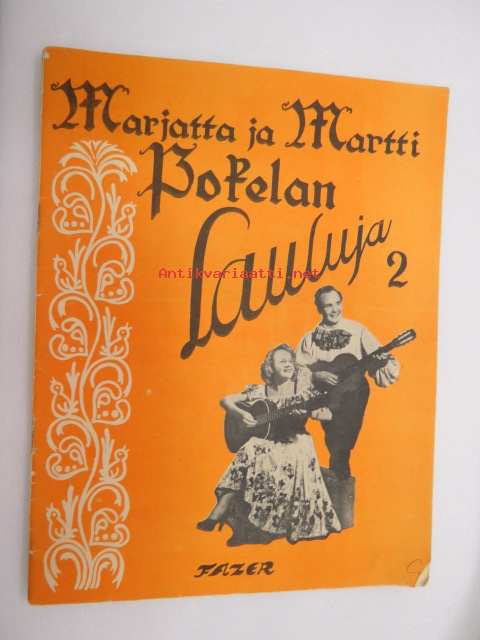 Marjatta ja Martti
Pokelan
Lauluja 2
Antikvariaatti.net
FAZER